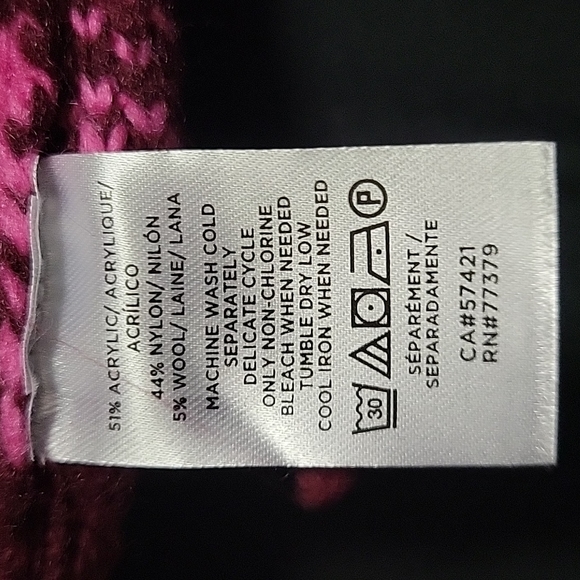 51% ACRYLIC/ ACRYLIQUE/
ACRILICO
44% NYLON/ NILÓN
5% WOOL/ LAINE/ LANA
MACHINE WASH COLD
SEPARATELY
DELICATE CYCLE
ONLY NON-CHLORINE
BLEACH WHEN NEEDED
TUMBLE DRY LOW
COOL IRON WHEN NEEDED
30 P
SÉPARÉMENT /
SEPARADAMENTE
CA#57421
RN#77379